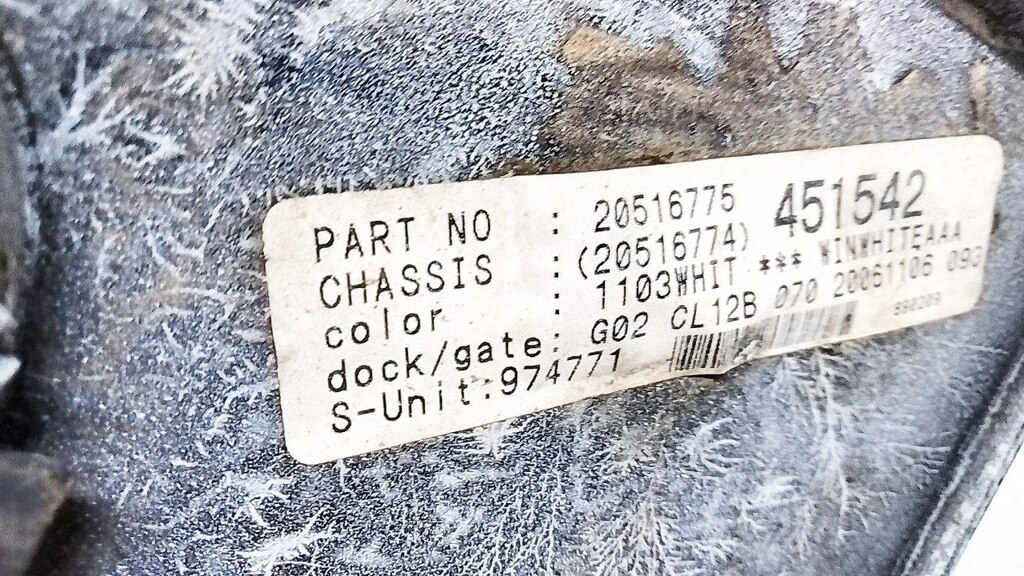 PART NO : 20516775 451542
CHASSIS : (20516774)
color : 1103WHIT *** WINWHITEAAA
dock/gate: G02 CL12B 070 20061106 093
S-Unit:974771